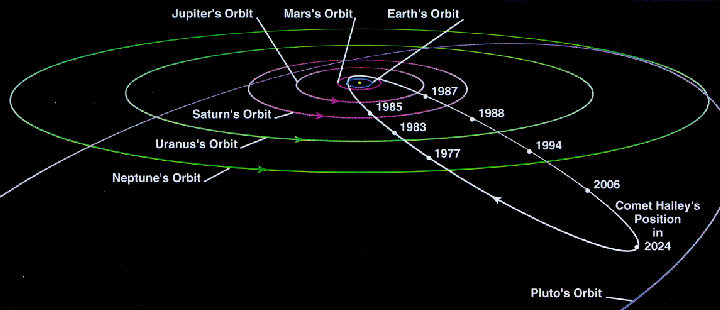 Jupiter's Orbit
Mars's Orbit
Earth's Orbit
Saturn's Orbit
Uranus's Orbit
Neptune's Orbit
1985
1983
1977
1987
1988
1994
2006
Comet Halley's
Position
in
2024
Pluto's Orbit